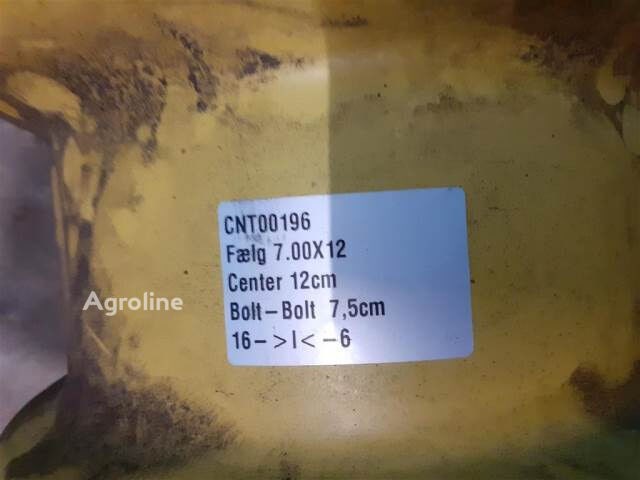 CNT00196
Fælg 7.00X12
Center 12cm
Bolt-Bolt 7,5cm
16->I<-6
Agroline